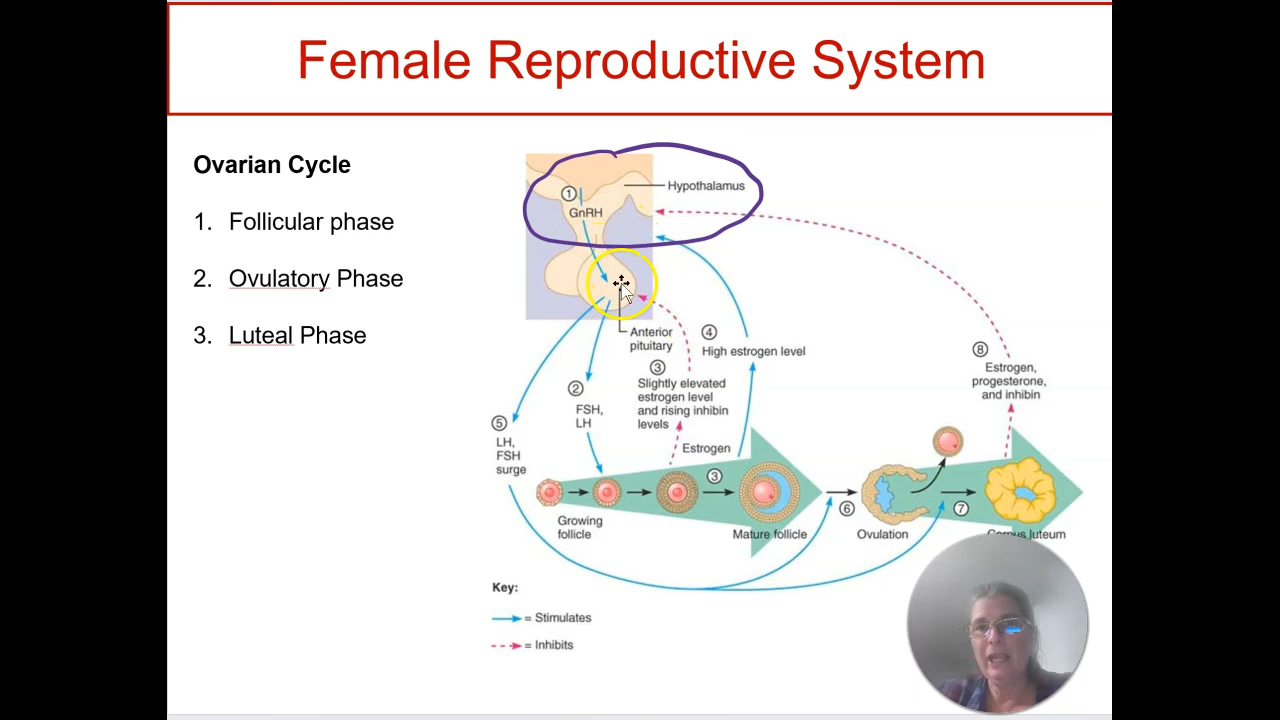 Female Reproductive System
Ovarian Cycle
1. Follicular phase
2. Ovulatory Phase
3. Luteal Phase
①
GnRH
Hypothalamus
Anterior
pituitary
④
High estrogen level
③
Slightly elevated
estrogen level
and rising inhibin
levels
②
FSH,
LH
⑤
LH,
FSH
surge
⑧
Estrogen,
progesterone,
and inhibin
Estrogen
③
⑥
⑦
Growing
follicle
Mature follicle
Ovulation
Corpus luteum
Key:
= Stimulates
= Inhibits